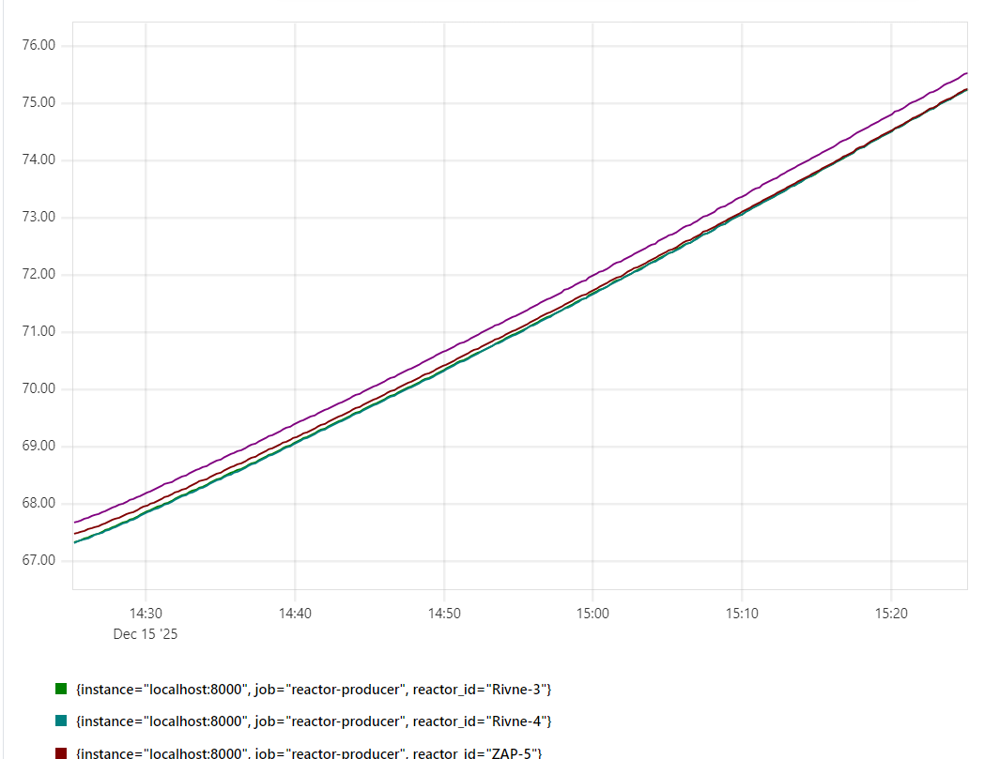 76.00
75.00
74.00
73.00
72.00
71.00
70.00
69.00
68.00
67.00
14:30 14:40 14:50 15:00 15:10 15:20
Dec 15 '25
{instance="localhost:8000", job="reactor-producer", reactor_id="Rivne-3"}
{instance="localhost:8000", job="reactor-producer", reactor_id="Rivne-4"}
{instance="localhost:8000", job="reactor-producer", reactor_id="ZAP-5"}